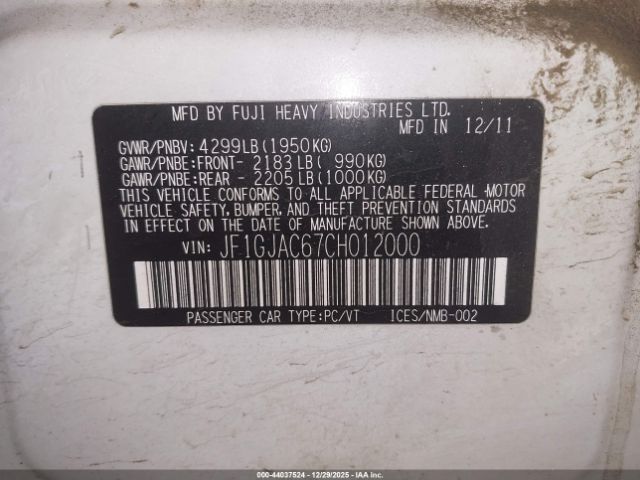 MFD BY FUJI HEAVY INDUSTRIES LTD.
MFD IN 12/11
GVWR/PNBV: 4299LB(1950KG)
GAWR/PNBE:FRONT- 2183LB( 990KG)
GAWR/PNBE:REAR - 2205LB(1000KG)
THIS VEHICLE CONFORMS TO ALL APPLICABLE FEDERAL -MOTOR
VEHICLE SAFETY, BUMPER, AND THEFT PREVENTION STANDARDS
IN EFFECT ON THE DATE OF MANUFACTURE SHOWN ABOVE.
VIN: JF1GJAC67CH012000
PASSENGER CAR TYPE:PC/VT ICES/NMB-002
000-44037524 - 12/29/2025 - IAAI.COM